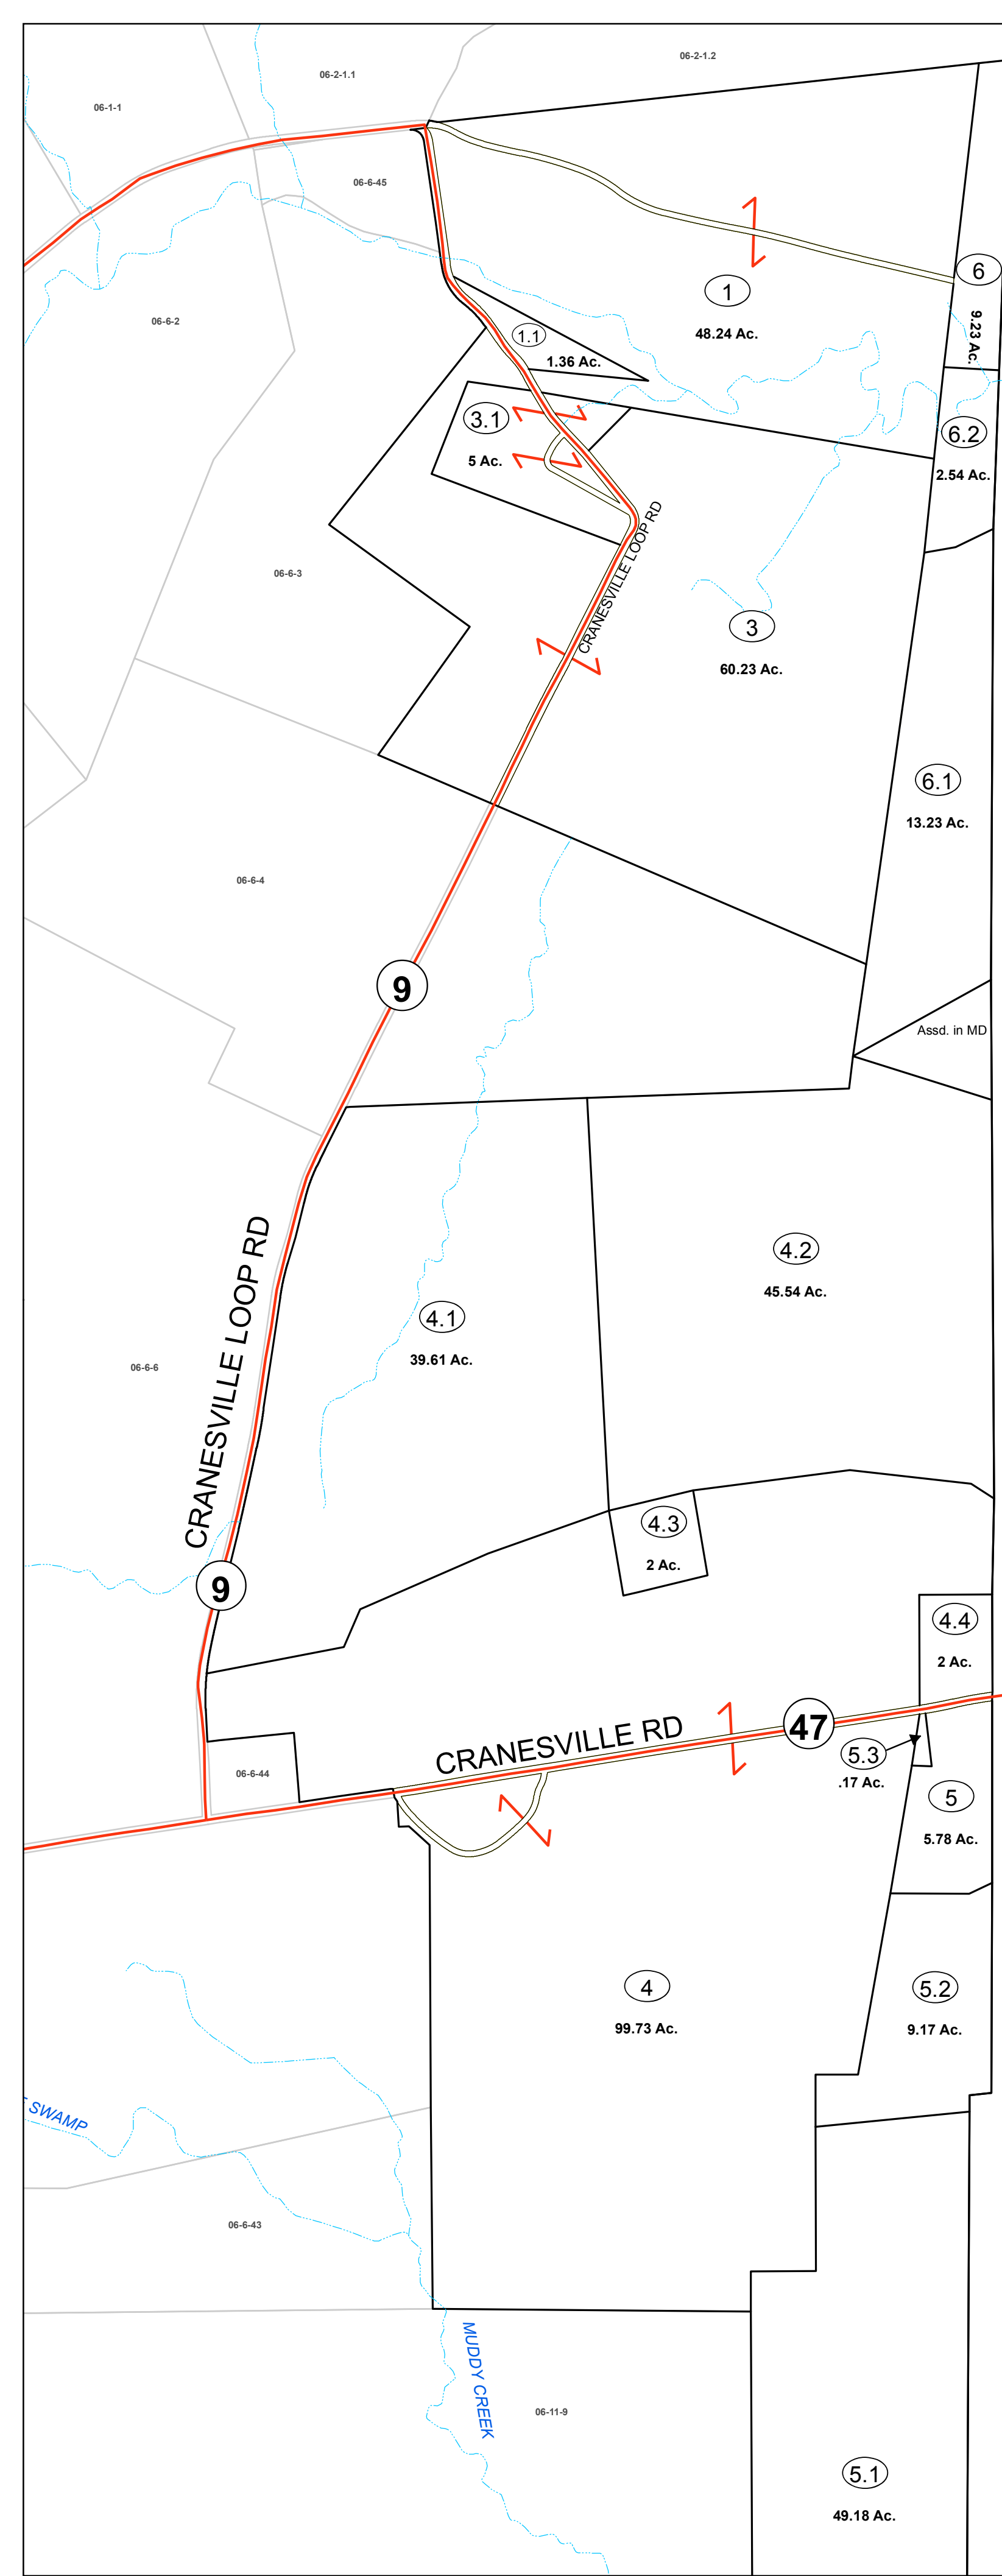 06-2-1.2
06-2-1.1
06-1-1
06-6-45
6
9.23 Ac.
1
48.24 Ac.
06-6-2
1.1
1.36 Ac.
3.1
5 Ac.
6.2
2.54 Ac.
CRANESVILLE LOOP RD
06-6-3
3
60.23 Ac.
6.1
13.23 Ac.
06-6-4
9
Assd. in MD
4.2
45.54 Ac.
4.1
39.61 Ac.
06-6-6
CRANESVILLE LOOP RD
4.3
2 Ac.
9
4.4
2 Ac.
CRANESVILLE RD
47
5.3
.17 Ac.
06-6-44
5
5.78 Ac.
4
99.73 Ac.
5.2
9.17 Ac.
SWAMP
06-6-43
MUDDY CREEK
06-11-9
5.1
49.18 Ac.